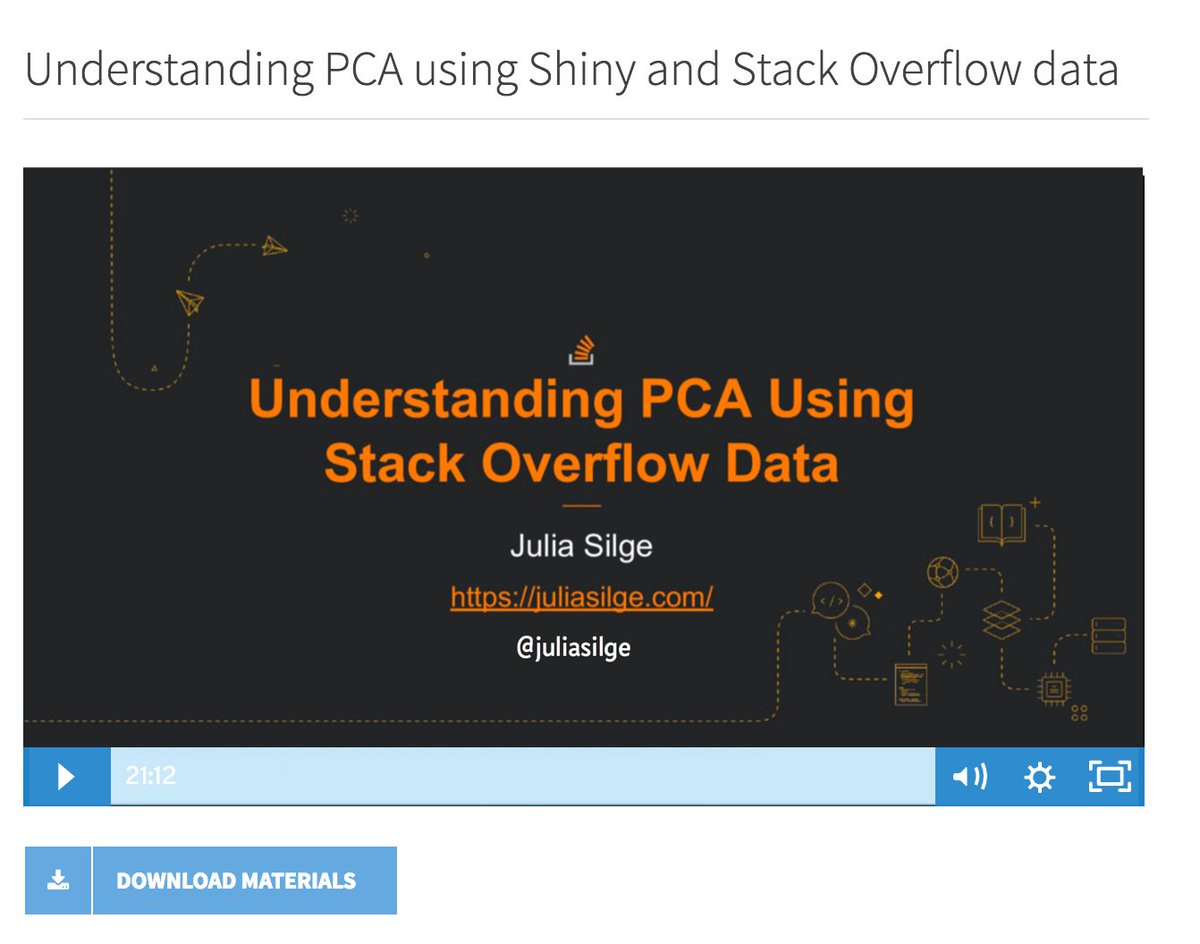 Understanding PCA using Shiny and Stack Overflow data
Understanding PCA Using
Stack Overflow Data
Julia Silge
https://juliasilge.com/
@juliasilge
21:12
DOWNLOAD MATERIALS